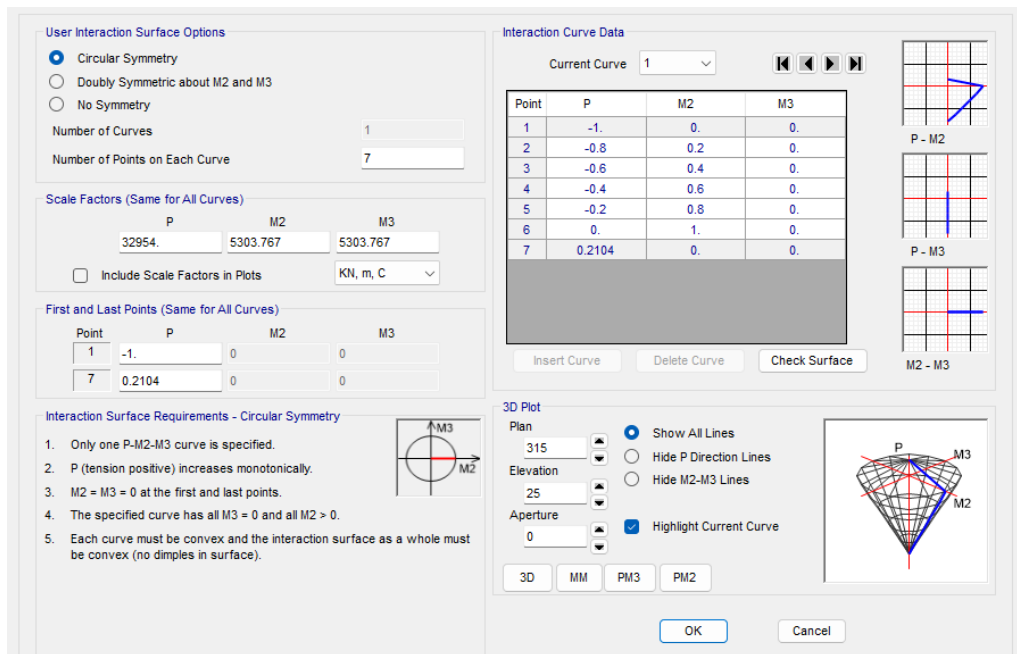 User Interaction Surface Options
Circular Symmetry
Doubly Symmetric about M2 and M3
No Symmetry
Number of Curves 1
Number of Points on Each Curve 7
Scale Factors (Same for All Curves)
P M2 M3
32954. 5303.767 5303.767
Include Scale Factors in Plots KN, m, C
First and Last Points (Same for All Curves)
Point P M2 M3
1 -1. 0 0
7 0.2104 0 0
Interaction Surface Requirements - Circular Symmetry
1. Only one P-M2-M3 curve is specified.
2. P (tension positive) increases monotonically.
3. M2 = M3 = 0 at the first and last points.
4. The specified curve has all M3 = 0 and all M2 > 0.
5. Each curve must be convex and the interaction surface as a whole must
be convex (no dimples in surface).
M3
M2
Interaction Curve Data
Current Curve 1
Point P M2 M3
1 -1. 0. 0.
2 -0.8 0.2 0.
3 -0.6 0.4 0.
4 -0.4 0.6 0.
5 -0.2 0.8 0.
6 0. 1. 0.
7 0.2104 0. 0.
Insert Curve Delete Curve Check Surface
P - M2
P - M3
M2 - M3
3D Plot
Plan
315
Elevation
25
Aperture
0
Show All Lines
Hide P Direction Lines
Hide M2-M3 Lines
Highlight Current Curve
3D MM PM3 PM2
P
M3
M2
OK Cancel